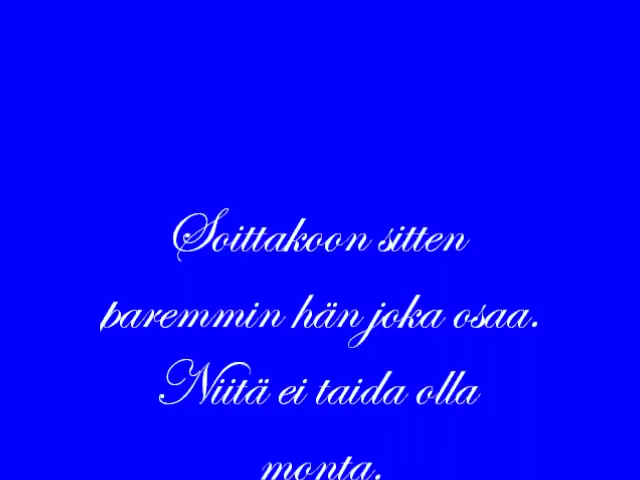 Soittakoon sitten
paremmin hän joka osaa.
Niitä ei taida olla
monta.